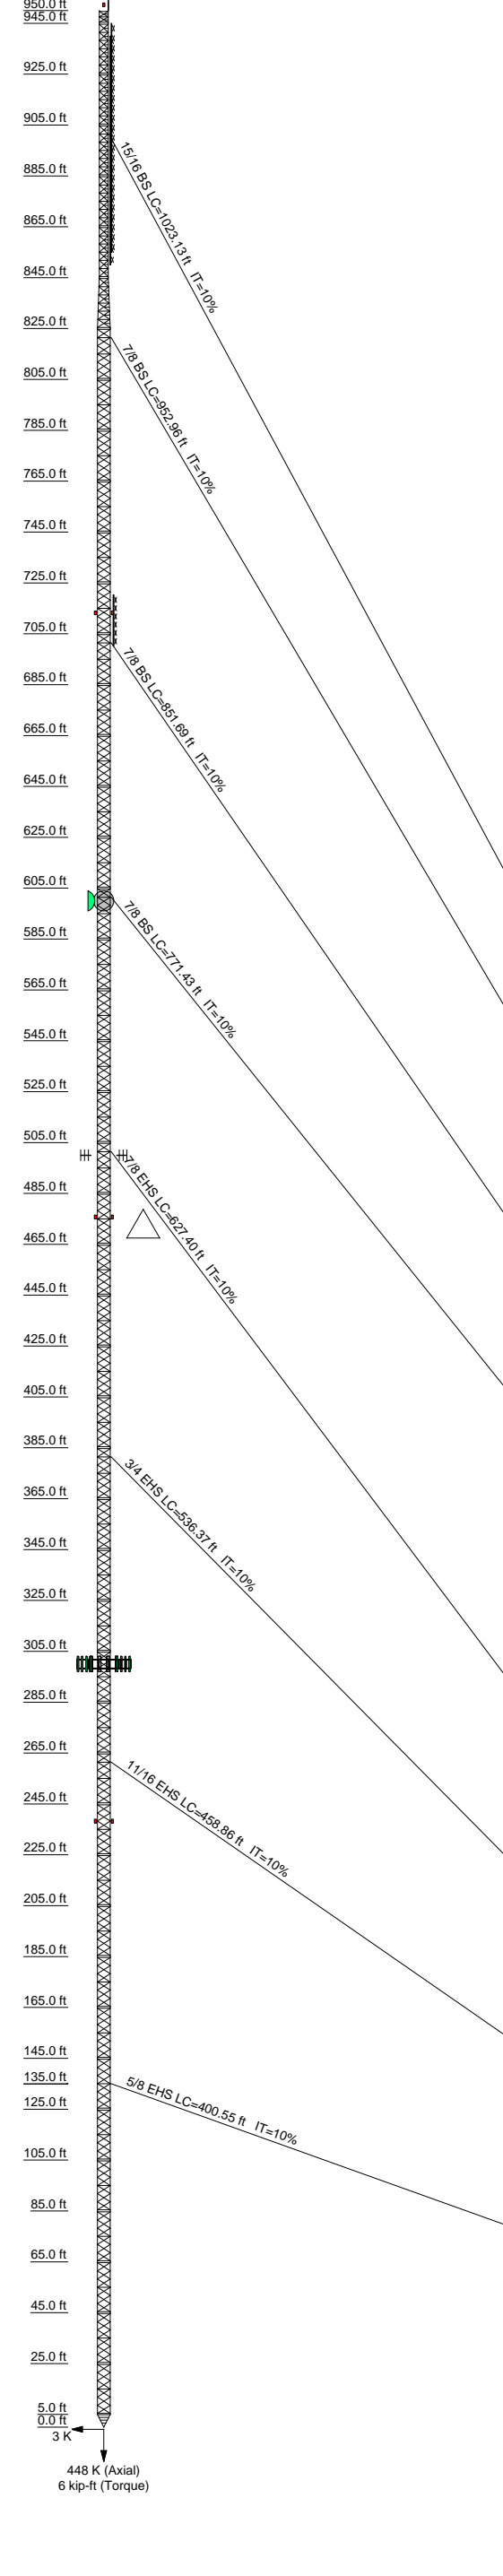 950.0 ft
945.0 ft
925.0 ft
905.0 ft
15/16 BS LC=1023.13 ft IT=10%
885.0 ft
865.0 ft
845.0 ft
825.0 ft
7/8 BS LC=952.96 ft IT=10%
805.0 ft
785.0 ft
765.0 ft
745.0 ft
725.0 ft
705.0 ft
7/8 BS LC=851.69 ft IT=10%
685.0 ft
665.0 ft
645.0 ft
625.0 ft
605.0 ft
7/8 BS LC=771.43 ft IT=10%
585.0 ft
565.0 ft
545.0 ft
525.0 ft
505.0 ft
7/8 EHS LC=627.40 ft IT=10%
485.0 ft
465.0 ft
445.0 ft
425.0 ft
405.0 ft
385.0 ft
3/4 EHS LC=536.37 ft IT=10%
365.0 ft
345.0 ft
325.0 ft
305.0 ft
285.0 ft
265.0 ft
11/16 EHS LC=458.86 ft IT=10%
245.0 ft
225.0 ft
205.0 ft
185.0 ft
165.0 ft
145.0 ft
135.0 ft
5/8 EHS LC=400.55 ft IT=10%
125.0 ft
105.0 ft
85.0 ft
65.0 ft
45.0 ft
25.0 ft
5.0 ft
0.0 ft
3 K
448 K (Axial)
6 kip-ft (Torque)